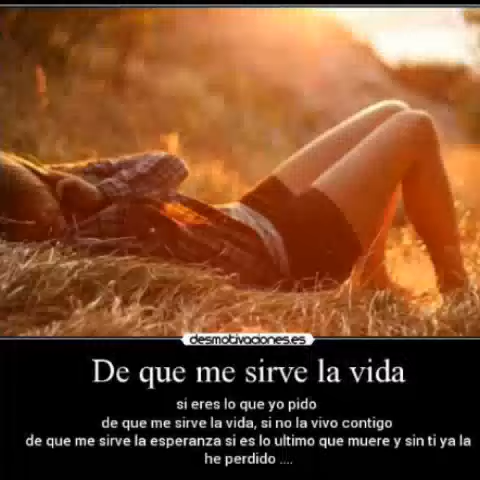 desmotivaciones.es
De que me sirve la vida
si eres lo que yo pido
de que me sirve la vida, si no la vivo contigo
de que me sirve la esperanza si es lo ultimo que muere y sin ti ya la
he perdido ....